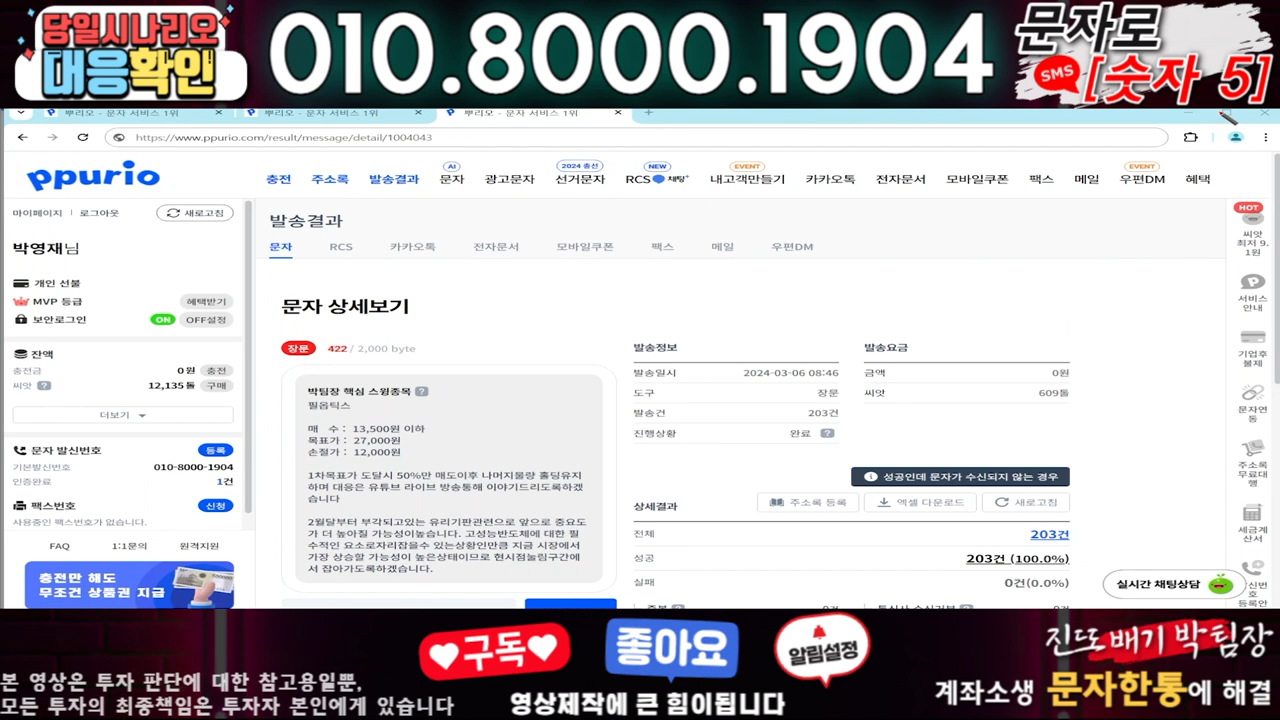 당일시나리오
대응확인
010.8000.1904
문자로
SMS
[숫자 5]
뿌리오 - 문자 서비스 1위
뿌리오 - 문자 서비스 1위
뿌리오 - 문자 서비스 1위
https://www.ppurio.com/result/message/detail/1004043
ppurio
AI
2024 총선
NEW
EVENT
EVENT
충전 주소록 발송결과 문자 광고문자 선거문자 RCS 채팅+ 내고객만들기 카카오톡 전자문서 모바일쿠폰 팩스 메일 우편DM 혜택
마이페이지 | 로그아웃
새로고침
박영재님
개인 선불
MVP 등급 혜택받기
보안로그인 ON OFF설정
잔액
충전금 0원 충전
씨앗 ? 12,135톨 구매
더보기
문자 발신번호 등록
기본발신번호 010-8000-1904
인증완료 1건
팩스번호 신청
사용중인 팩스번호가 없습니다.
FAQ 1:1문의 원격지원
충전만 해도
무조건 상품권 지급
발송결과
문자 RCS 카카오톡 전자문서 모바일쿠폰 팩스 메일 우편DM
문자 상세보기
장문 422 / 2,000 byte
박팀장 핵심 스윙종목 ?
필옵틱스
매 수 : 13,500원 이하
목표가 : 27,000원
손절가 : 12,000원
1차목표가 도달시 50%만 매도이후 나머지물량 홀딩유지
하며 대응은 유튜브 라이브 방송통해 이야기드리도록하겠
습니다
2월달부터 부각되고있는 유리기판관련으로 앞으로 중요도
가 더 높아질 가능성이높습니다. 고성능반도체에 대한 필
수적인 요소로자리잡을수 있는상황인만큼 지금 시장에서
가장 상승할 가능성이 높은상태이므로 현시점눌림구간에
서 잡아가도록하겠습니다.
발송정보
발송일시 2024-03-06 08:46
도구 장문
발송건 203건
진행상황 완료 ?
발송요금
금액 0원
씨앗 609톨
성공인데 문자가 수신되지 않는 경우
상세결과
주소록 등록
엑셀 다운로드
새로고침
전체 203건
성공 203건 (100.0%)
실패 0건(0.0%)
HOT
씨앗
최저 9.
1원
서비스
안내
기업후
불제
문자연
동
주소록
무료대
행
세금계
산서
발신번
호
등록안
실시간 채팅상담
구독
좋아요
알림설정
영상제작에 큰 힘이됩니다
본 영상은 투자 판단에 대한 참고용일뿐,
모든 투자의 최종책임은 투자자 본인에게 있습니다
진또배기 박팀장
계좌소생 문자한통에 해결